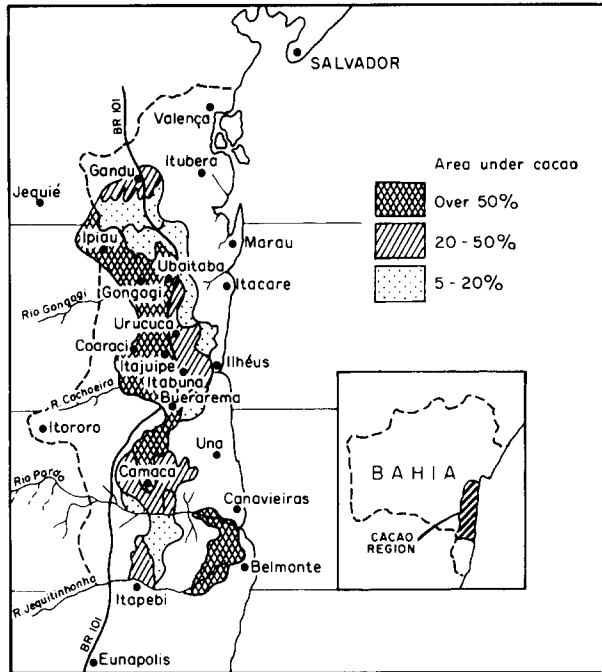 SALVADOR
BR 101
Valença
Itubera
Gandu
Jequié
Area under cacao
Over 50%
20 - 50%
5 - 20%
Ipiau
Marau
Ubaitaba
Gongogi
Itacare
Rio Gongogi
Urucuca
Coaraci
Itajuipe
Ilhéus
Itabuna
R. Cachoeira
Buerarema
Itororo
Una
Camaca
Rio Pardo
Canavieiras
BAHIA
CACAO
REGION
Belmonte
R. Jequitinhonha
Itapebi
BR 101
Eunapolis